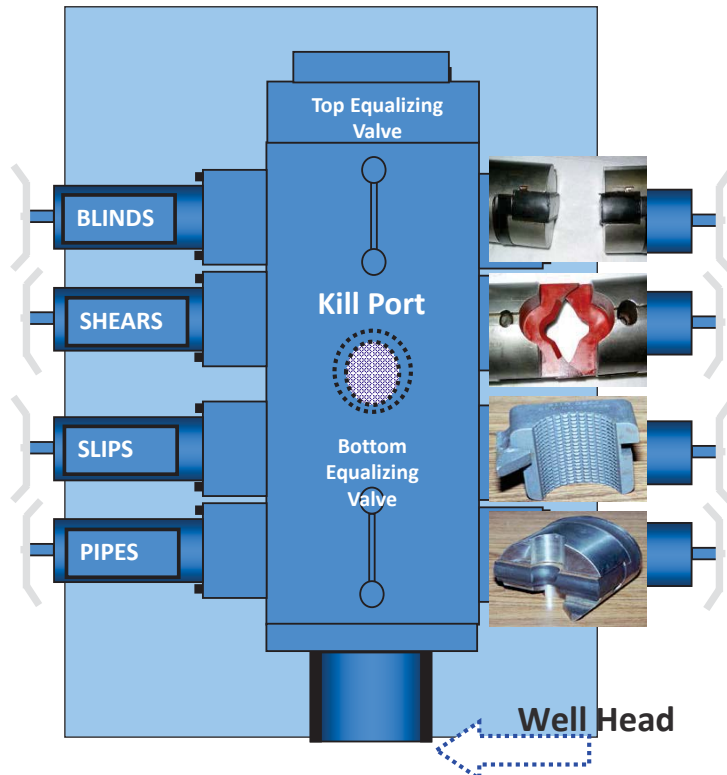 Top Equalizing
Valve
BLINDS
Kill Port
SHEARS
SLIPS
Bottom
Equalizing
Valve
PIPES
Well Head